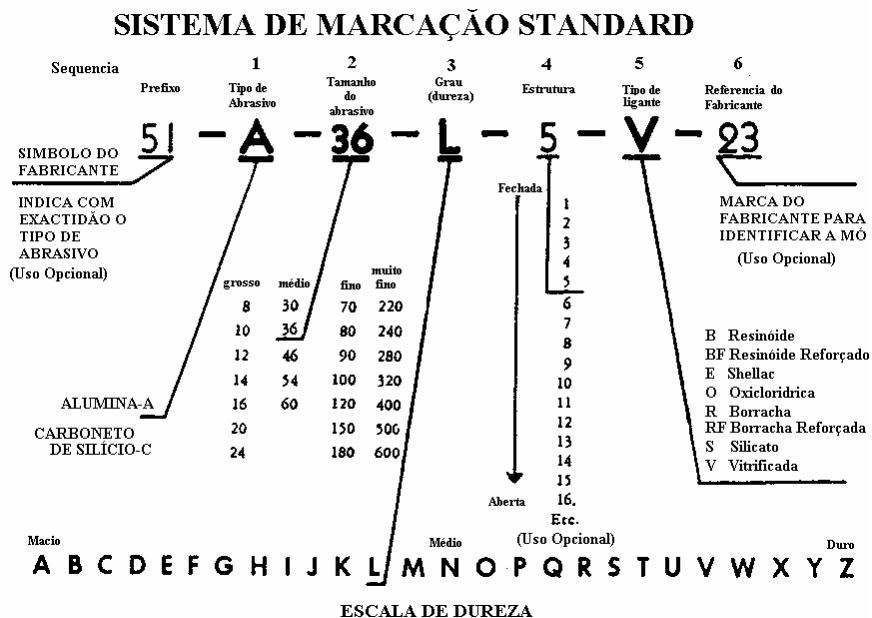 SISTEMA DE MARCAÇÃO STANDARD
Sequencia 1 2 3 4 5 6
Prefixo
Tipo de
Abrasivo
Tamanho
do
abrasivo
Grau
(dureza)
Estrutura
Tipo de
ligante
Referencia do
Fabricante
51 – A – 36 – L – 5 – V – 23
SIMBOLO DO
FABRICANTE
INDICA COM
EXACTIDÃO O
TIPO DE
ABRASIVO
(Uso Opcional)
ALUMINA-A
CARBONETO
DE SILÍCIO-C
grosso médio fino muito fino
8 30 70 220
10 36 80 240
12 46 90 280
14 54 100 320
16 60 120 400
20 150 500
24 180 600
Fechada
1
2
3
4
5
6
7
8
9
10
11
12
13
14
15
16.
Etc.
Aberta
(Uso Opcional)
MARCA DO
FABRICANTE PARA
IDENTIFICAR A MÓ
(Uso Opcional)
B Resinóide
BF Resinóide Reforçado
E Shellac
O Oxicloridrica
R Borracha
RF Borracha Reforçada
S Silicato
V Vitrificada
Macio Médio Duro
A B C D E F G H I J K L M N O P Q R S T U V W X Y Z
ESCALA DE DUREZA